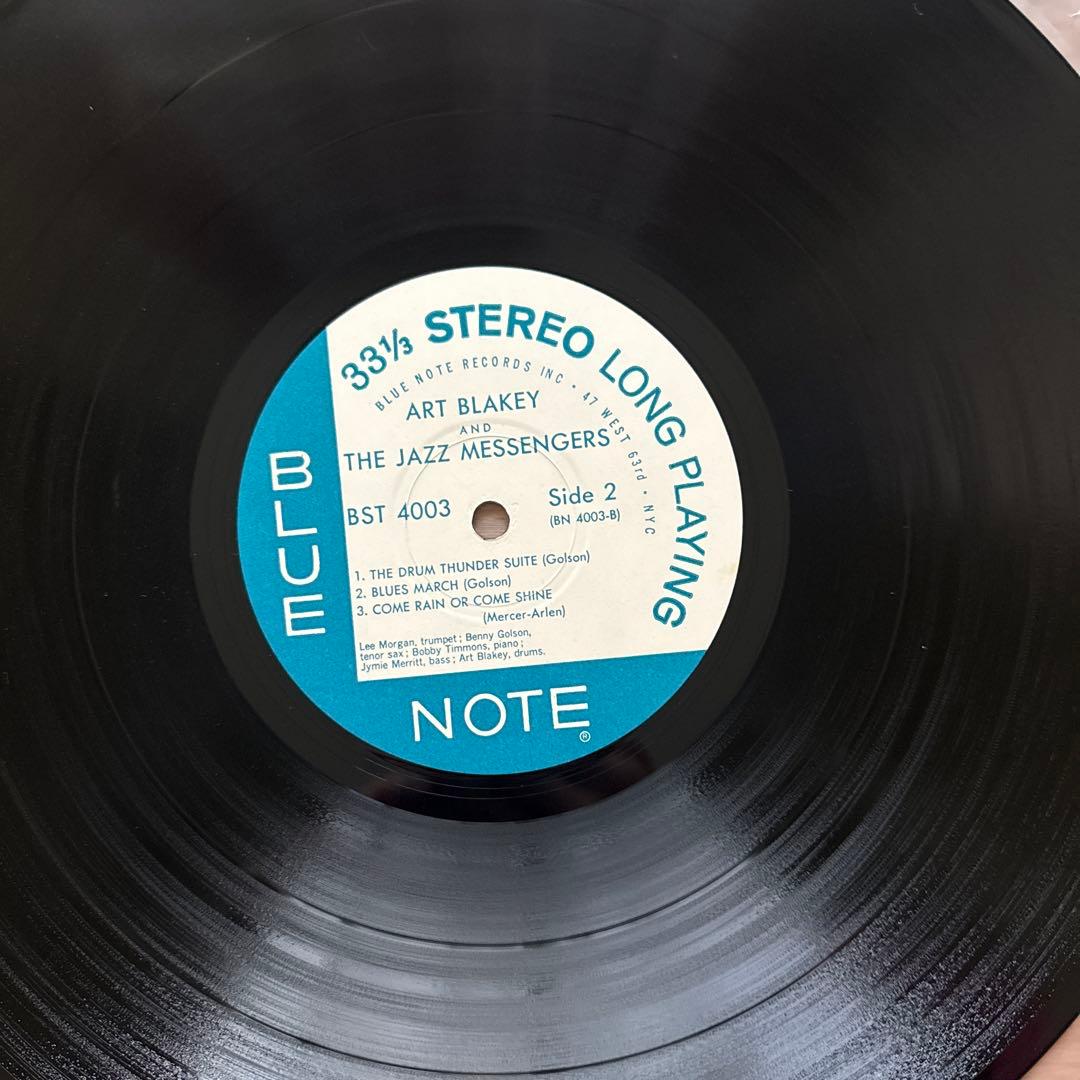 33⅓ STEREO LONG PLAYING
BLUE NOTE RECORDS INC • 47 WEST 63rd • NYC
ART BLAKEY
AND
THE JAZZ MESSENGERS
BST 4003
Side 2
(BN 4003-B)
1. THE DRUM THUNDER SUITE (Golson)
2. BLUES MARCH (Golson)
3. COME RAIN OR COME SHINE
(Mercer-Arlen)
Lee Morgan, trumpet; Benny Golson,
tenor sax; Bobby Timmons, piano;
Jymie Merritt, bass; Art Blakey, drums.
BLUE
NOTE
®